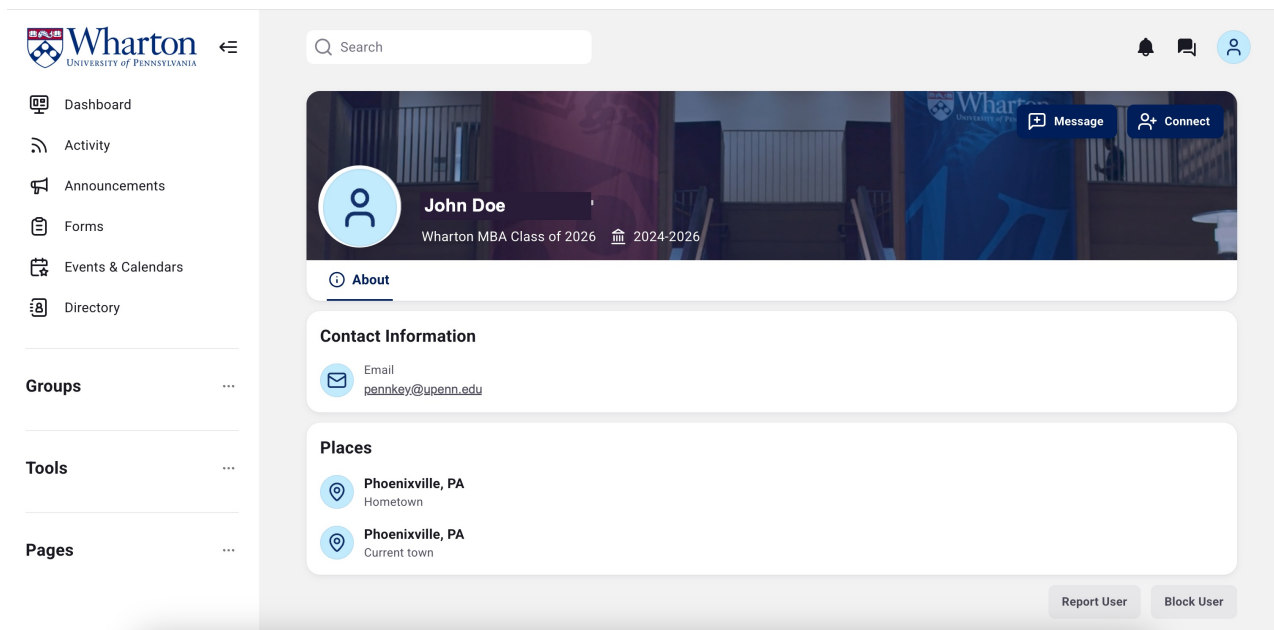 Wharton
UNIVERSITY of PENNSYLVANIA
Search
Dashboard
Activity
Announcements
Forms
Events & Calendars
Directory
Groups
Tools
Pages
Wharton
Message
Connect
John Doe
Wharton MBA Class of 2026 2024-2026
About
Contact Information
Email
pennkey@upenn.edu
Places
Phoenixville, PA
Hometown
Phoenixville, PA
Current town
Report User
Block User